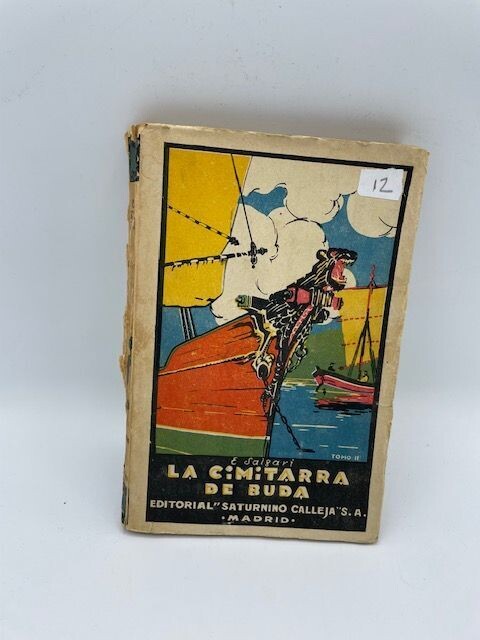 12
TOMO II
E. Salgari
LA CiMiTARRA
DE BUDA
EDITORIAL "SATURNINO CALLEJA" S. A.
·MADRID·